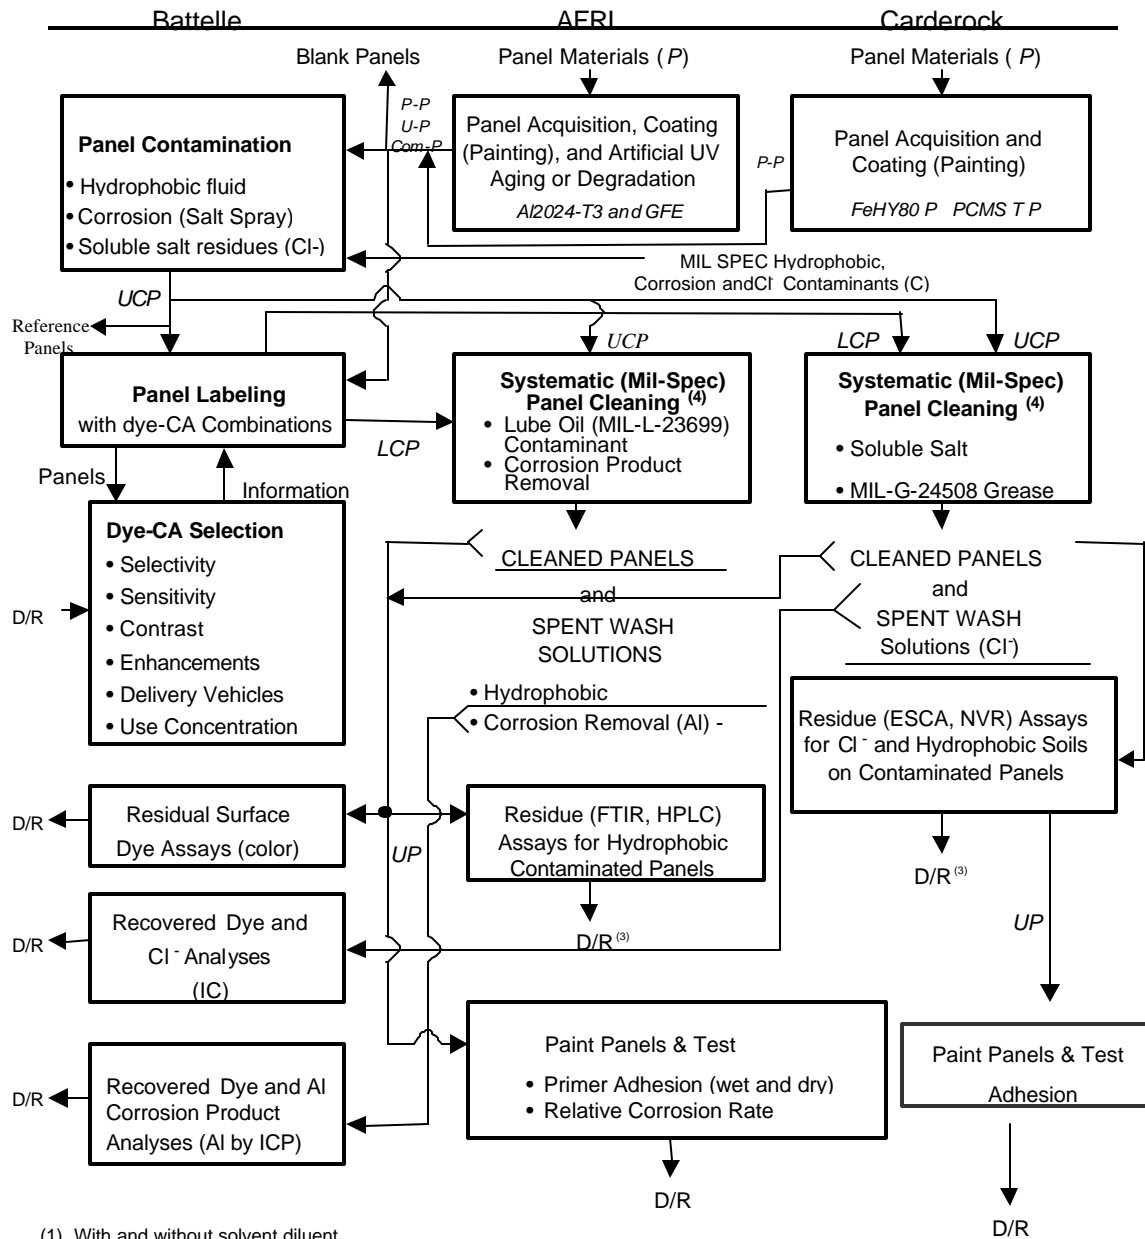 Battelle
AFRL
Carderock
Blank Panels
Panel Materials ( P)
Panel Materials ( P)
P-P
U-P
Com-P
Panel Contamination
• Hydrophobic fluid
• Corrosion (Salt Spray)
• Soluble salt residues (Cl-)
Panel Acquisition, Coating
(Painting), and Artificial UV
Aging or Degradation
Al2024-T3 and GFE
P-P
Panel Acquisition and
Coating (Painting)
FeHY80 P PCMS T P
MIL SPEC Hydrophobic,
Corrosion andCl- Contaminants (C)
UCP
Reference
Panels
UCP
LCP
UCP
Panel Labeling
with dye-CA Combinations
LCP
Systematic (Mil-Spec)
Panel Cleaning (4)
• Lube Oil (MIL-L-23699)
Contaminant
• Corrosion Product
Removal
Systematic (Mil-Spec)
Panel Cleaning (4)
• Soluble Salt
• MIL-G-24508 Grease
Panels
Information
Dye-CA Selection
• Selectivity
• Sensitivity
• Contrast
• Enhancements
• Delivery Vehicles
• Use Concentration
D/R
CLEANED PANELS
and
SPENT WASH
SOLUTIONS
• Hydrophobic
• Corrosion Removal (Al) -
CLEANED PANELS
and
SPENT WASH
Solutions (Cl-)
Residue (ESCA, NVR) Assays
for Cl - and Hydrophobic Soils
on Contaminated Panels
D/R
Residual Surface
Dye Assays (color)
UP
Residue (FTIR, HPLC)
Assays for Hydrophobic
Contaminated Panels
D/R (3)
D/R (3)
UP
D/R
Recovered Dye and
Cl - Analyses
(IC)
D/R
Recovered Dye and Al
Corrosion Product
Analyses (Al by ICP)
Paint Panels & Test
• Primer Adhesion (wet and dry)
• Relative Corrosion Rate
D/R
Paint Panels & Test
Adhesion
D/R
(1) With and without solvent diluent